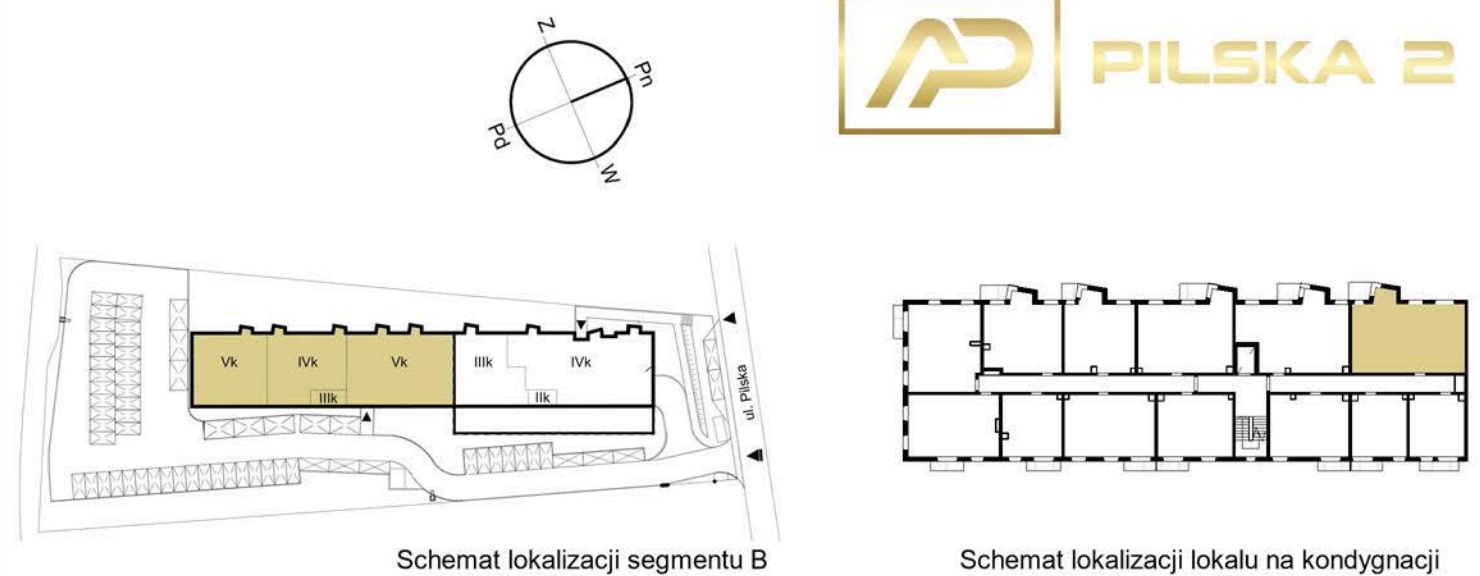 Z
Pn
Pd
W
AP PILSKA 2
Vk
IVk
Vk
IIIk
IVk
IIIk
IIk
ul. Pilska
Schemat lokalizacji segmentu B
Schemat lokalizacji lokalu na kondygnacji